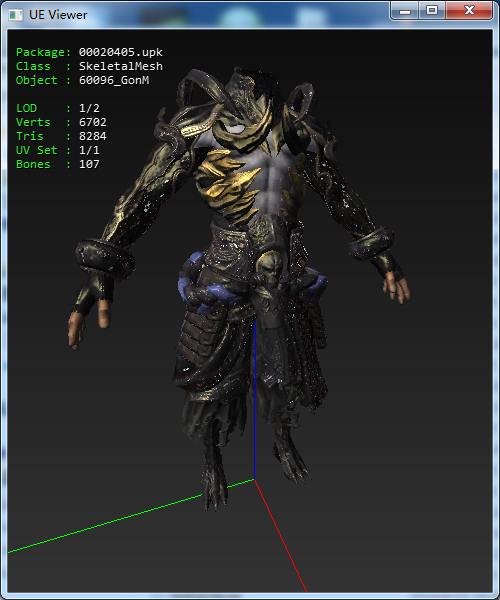 UE Viewer
Package: 00020405.upk
Class : SkeletalMesh
Object : 60096_GonM
LOD : 1/2
Verts : 6702
Tris : 8284
UV Set : 1/1
Bones : 107